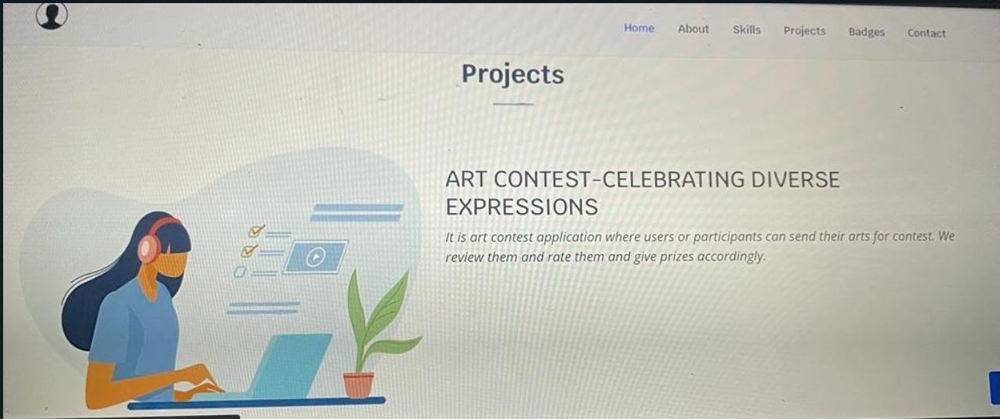 Home About Skills Projects Badges Contact
Projects
ART CONTEST-CELEBRATING DIVERSE
EXPRESSIONS
It is art contest application where users or participants can send their arts for contest. We
review them and rate them and give prizes accordingly.